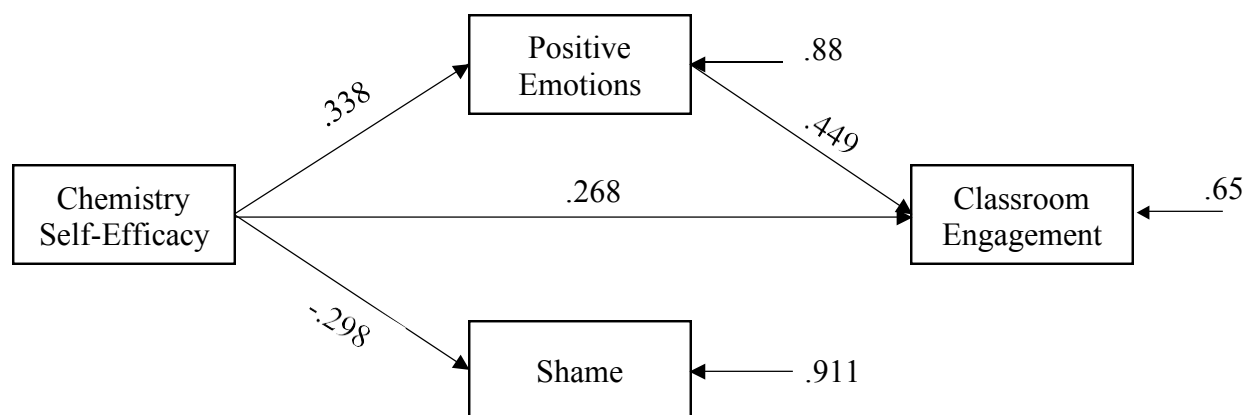 Positive
Emotions
.88
.338
.449
Chemistry
Self-Efficacy
.268
Classroom
Engagement
.65
-.298
Shame
.911